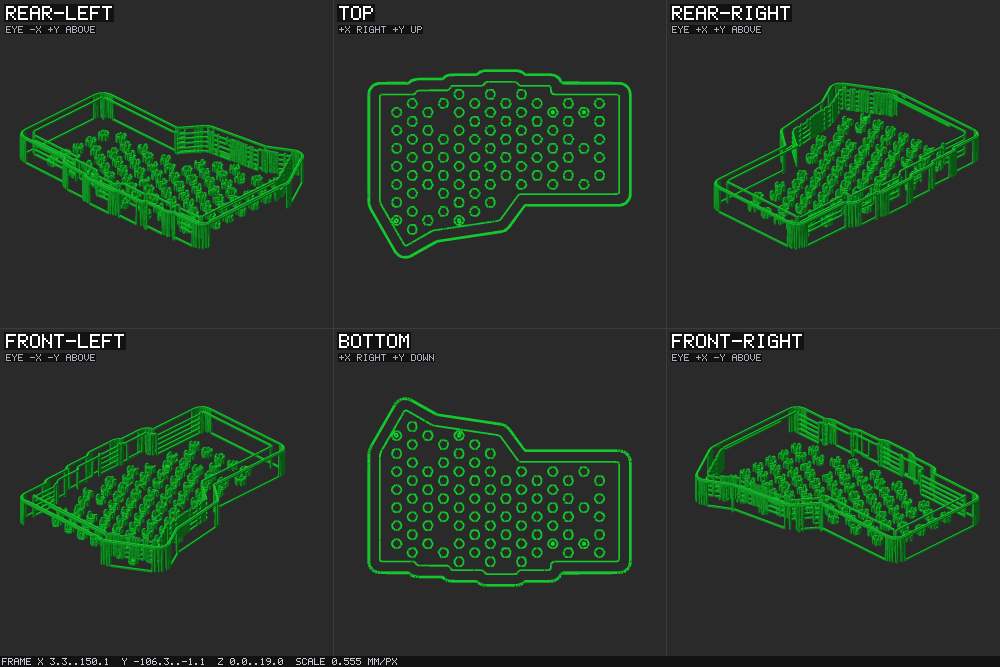 REAR-LEFT
EYE -X +Y ABOVE
TOP
+X RIGHT +Y UP
REAR-RIGHT
EYE +X +Y ABOVE
FRONT-LEFT
EYE -X -Y ABOVE
BOTTOM
+X RIGHT +Y DOWN
FRONT-RIGHT
EYE +X -Y ABOVE
FRAME X 3.3..150.1 Y -106.3..-1.1 Z 0.0..19.0 SCALE 0.555 MM/PX